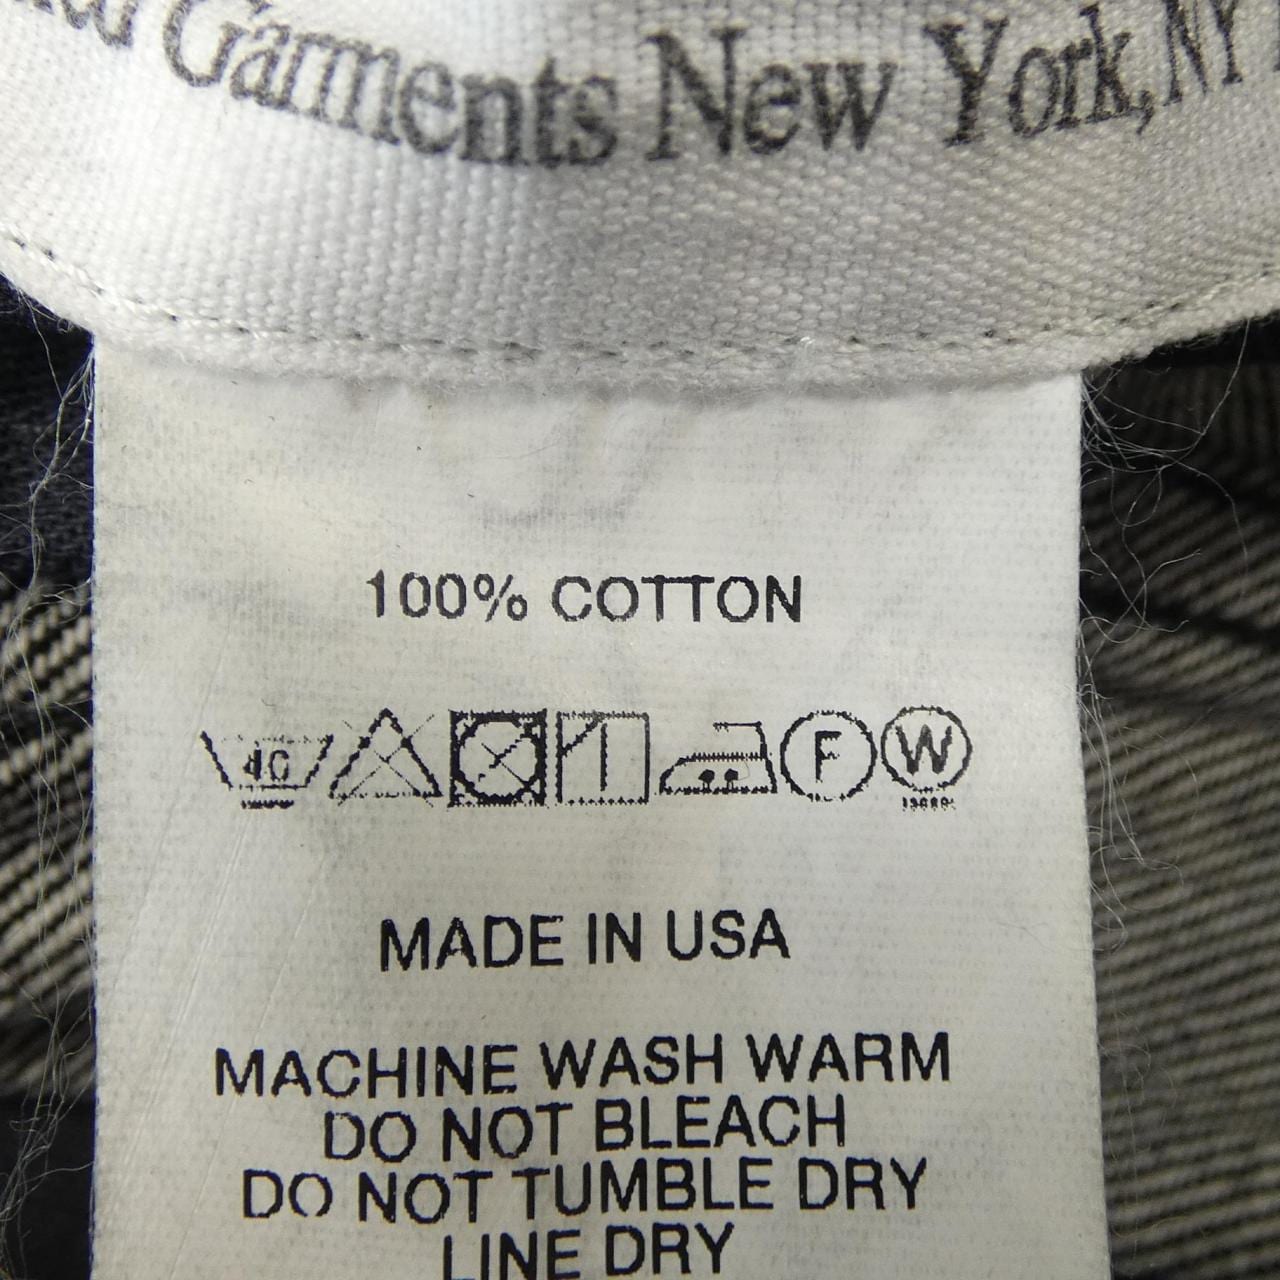 Garments New York, NY
100% COTTON
40 F W
MADE IN USA
MACHINE WASH WARM
DO NOT BLEACH
DO NOT TUMBLE DRY
LINE DRY